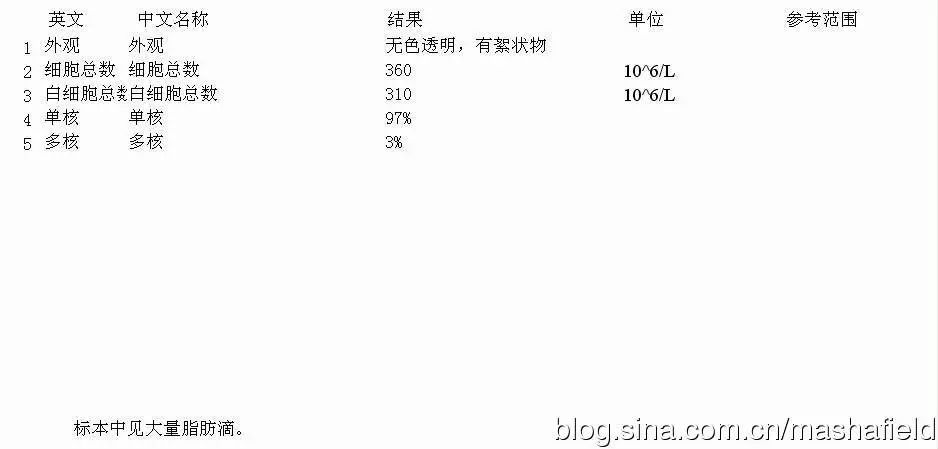 英文 中文名称 结果 单位 参考范围
1 外观 外观 无色透明，有絮状物
2 细胞总数 细胞总数 360 10^6/L
3 白细胞总数 白细胞总数 310 10^6/L
4 单核 单核 97%
5 多核 多核 3%
标本中见大量脂肪滴。
blog.sina.com.cn/mashafield